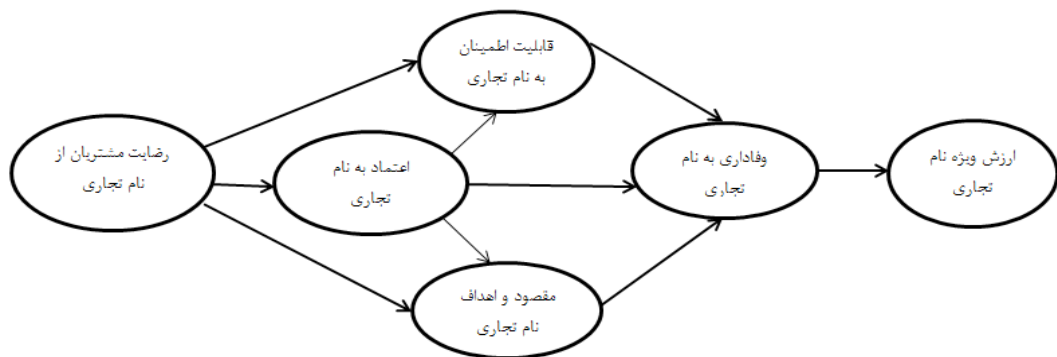 قابلیت اطمینان
به نام تجاری
رضایت مشتریان از
نام تجاری
اعتماد به نام
تجاری
وفاداری به نام
تجاری
ارزش ویژه نام
تجاری
مقصود و اهداف
نام تجاری